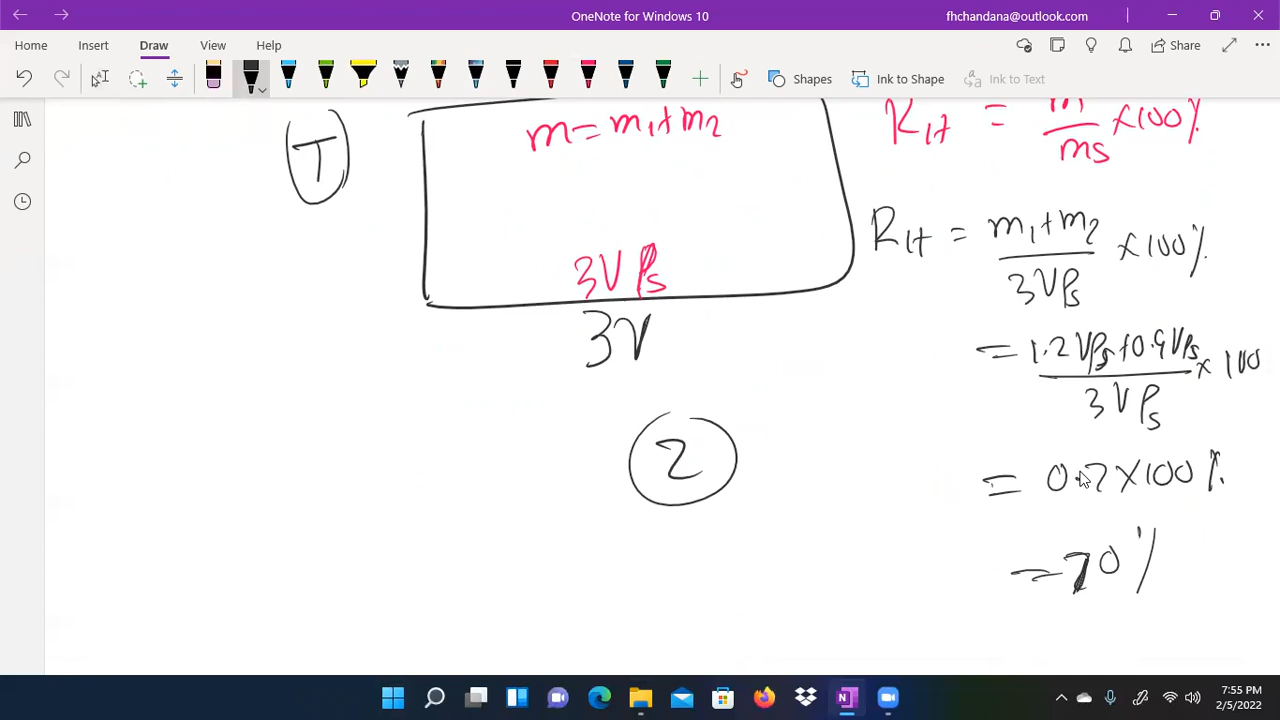 OneNote for Windows 10
fhchandana@outlook.com
Home Insert Draw View Help
Share
Shapes
Ink to Shape
Ink to Text
T
m = m1 + m2
3Vρs
3V
2
R1t = m/ms × 100%
R1t = m1 + m2 / 3Vρs × 100%
= 1.2Vρs + 0.9Vρs / 3Vρs × 100
= 0.7 × 100%
= 70%
7:55 PM
2/5/2022